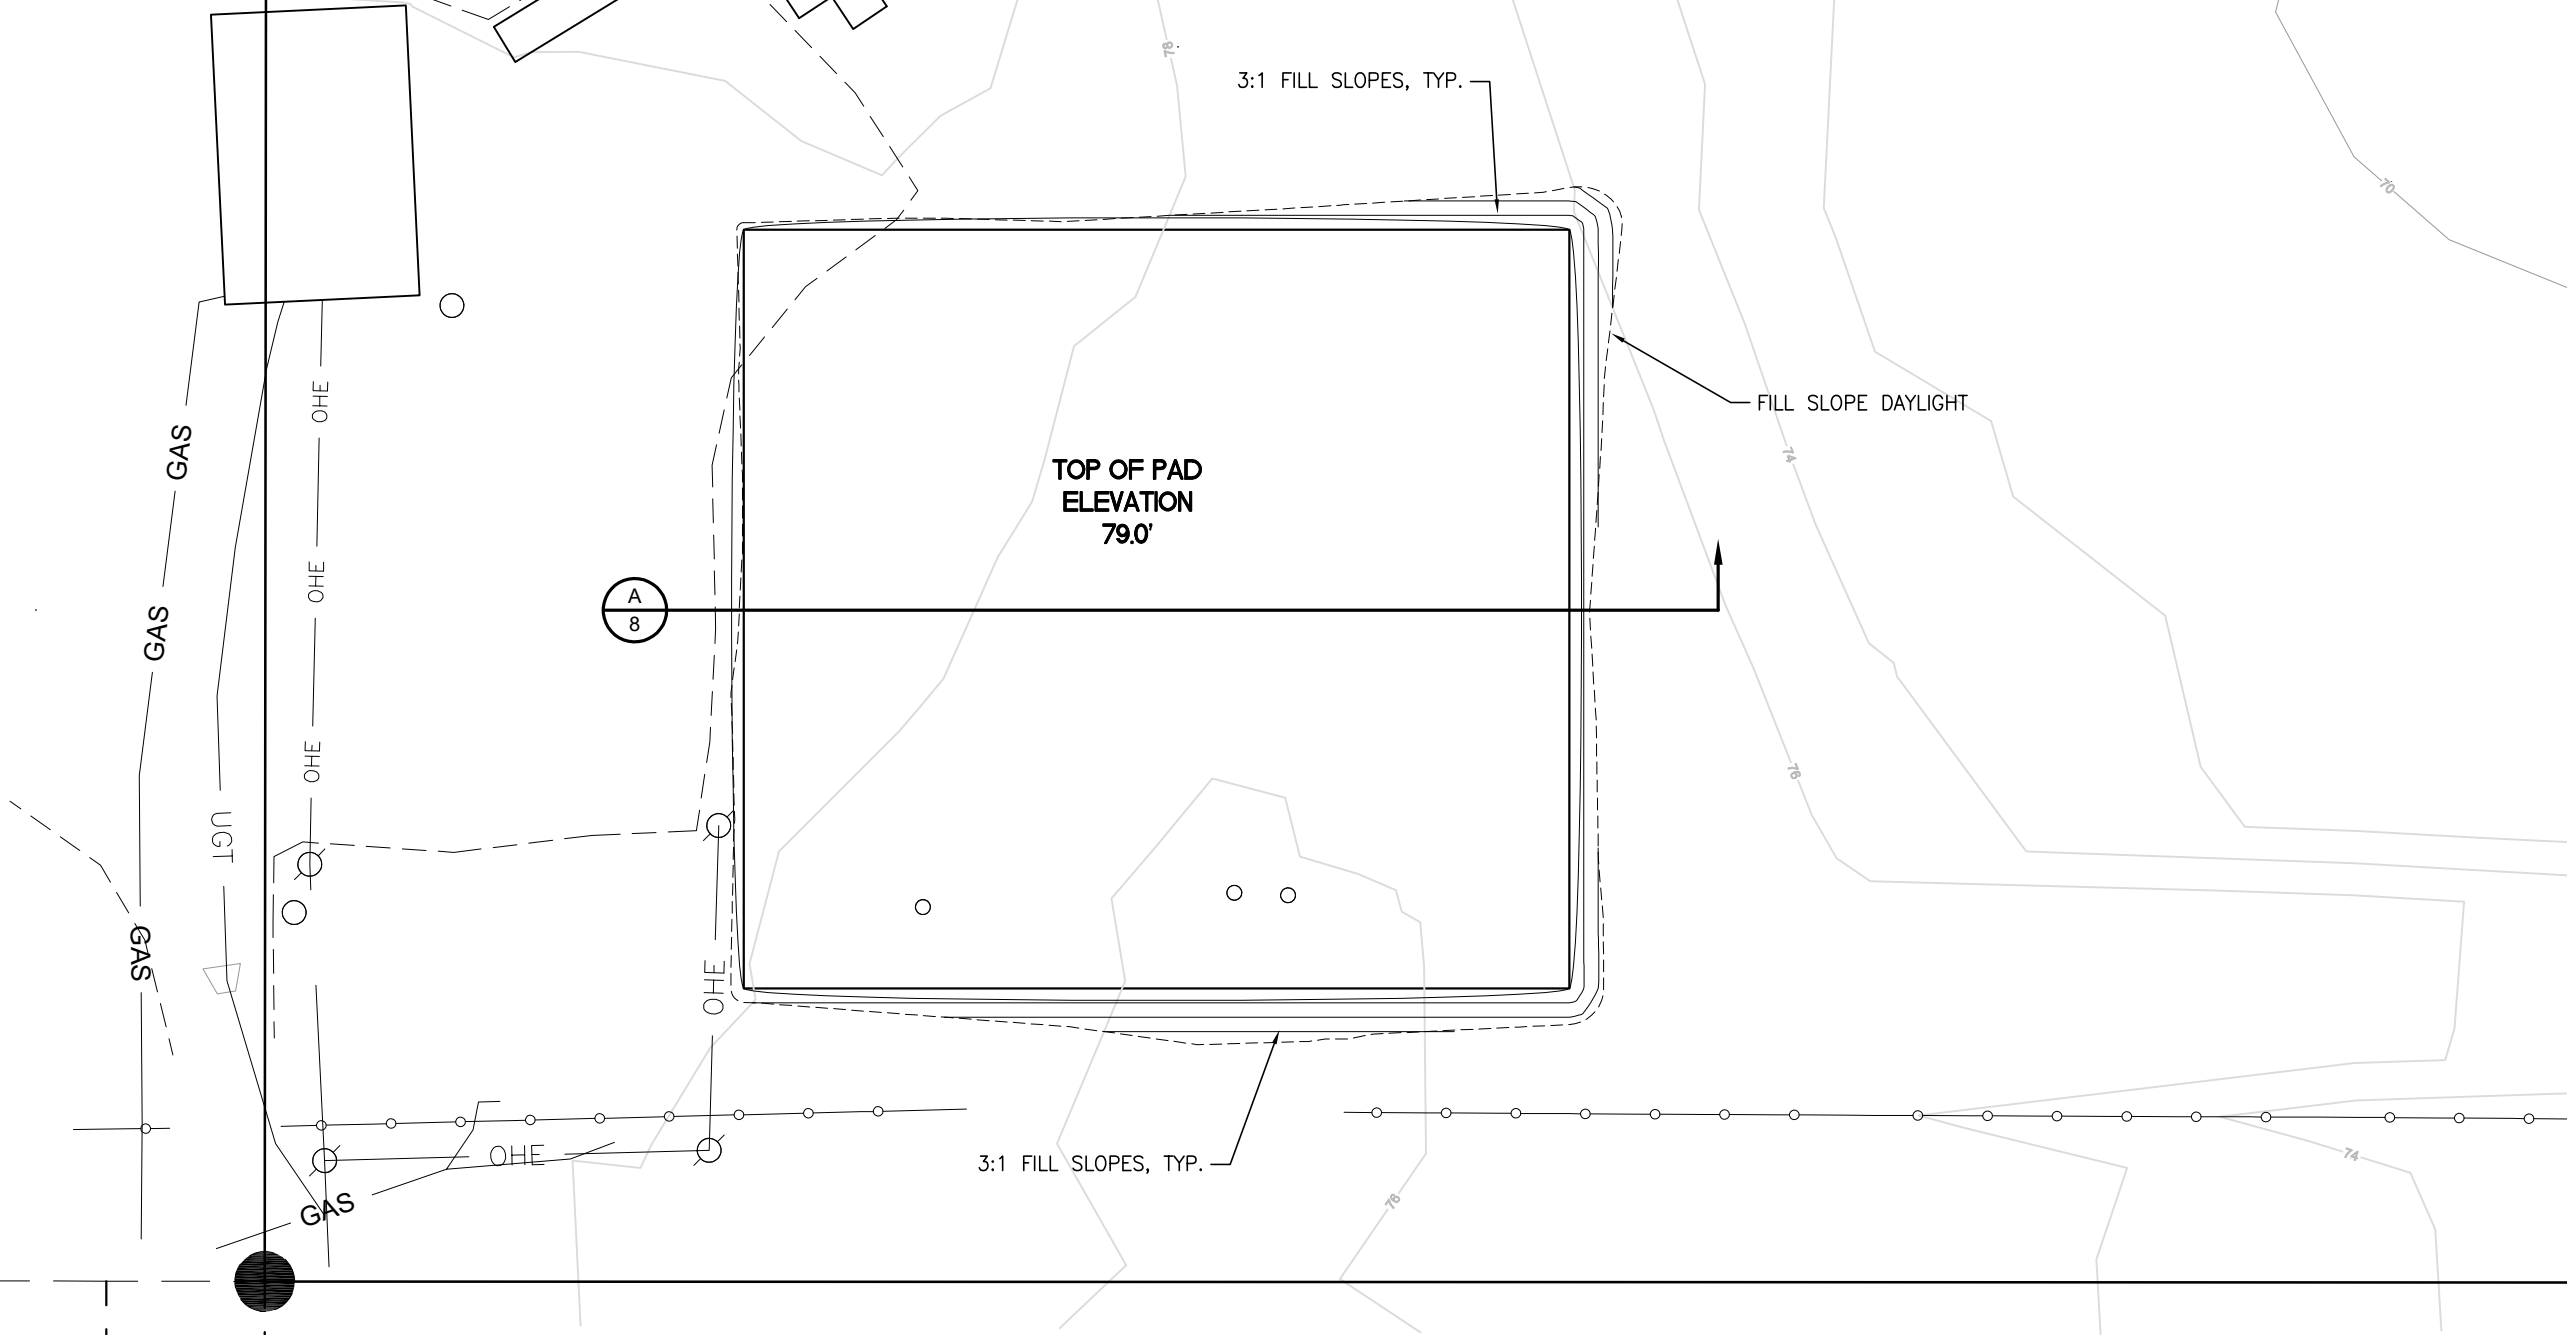 78
3:1 FILL SLOPES, TYP.
70
OHE
FILL SLOPE DAYLIGHT
GAS
74
TOP OF PAD
ELEVATION
79.0'
OHE
A
8
GAS
OHE
76
UGT
GAS
OHE
OHE
3:1 FILL SLOPES, TYP.
74
76
GAS